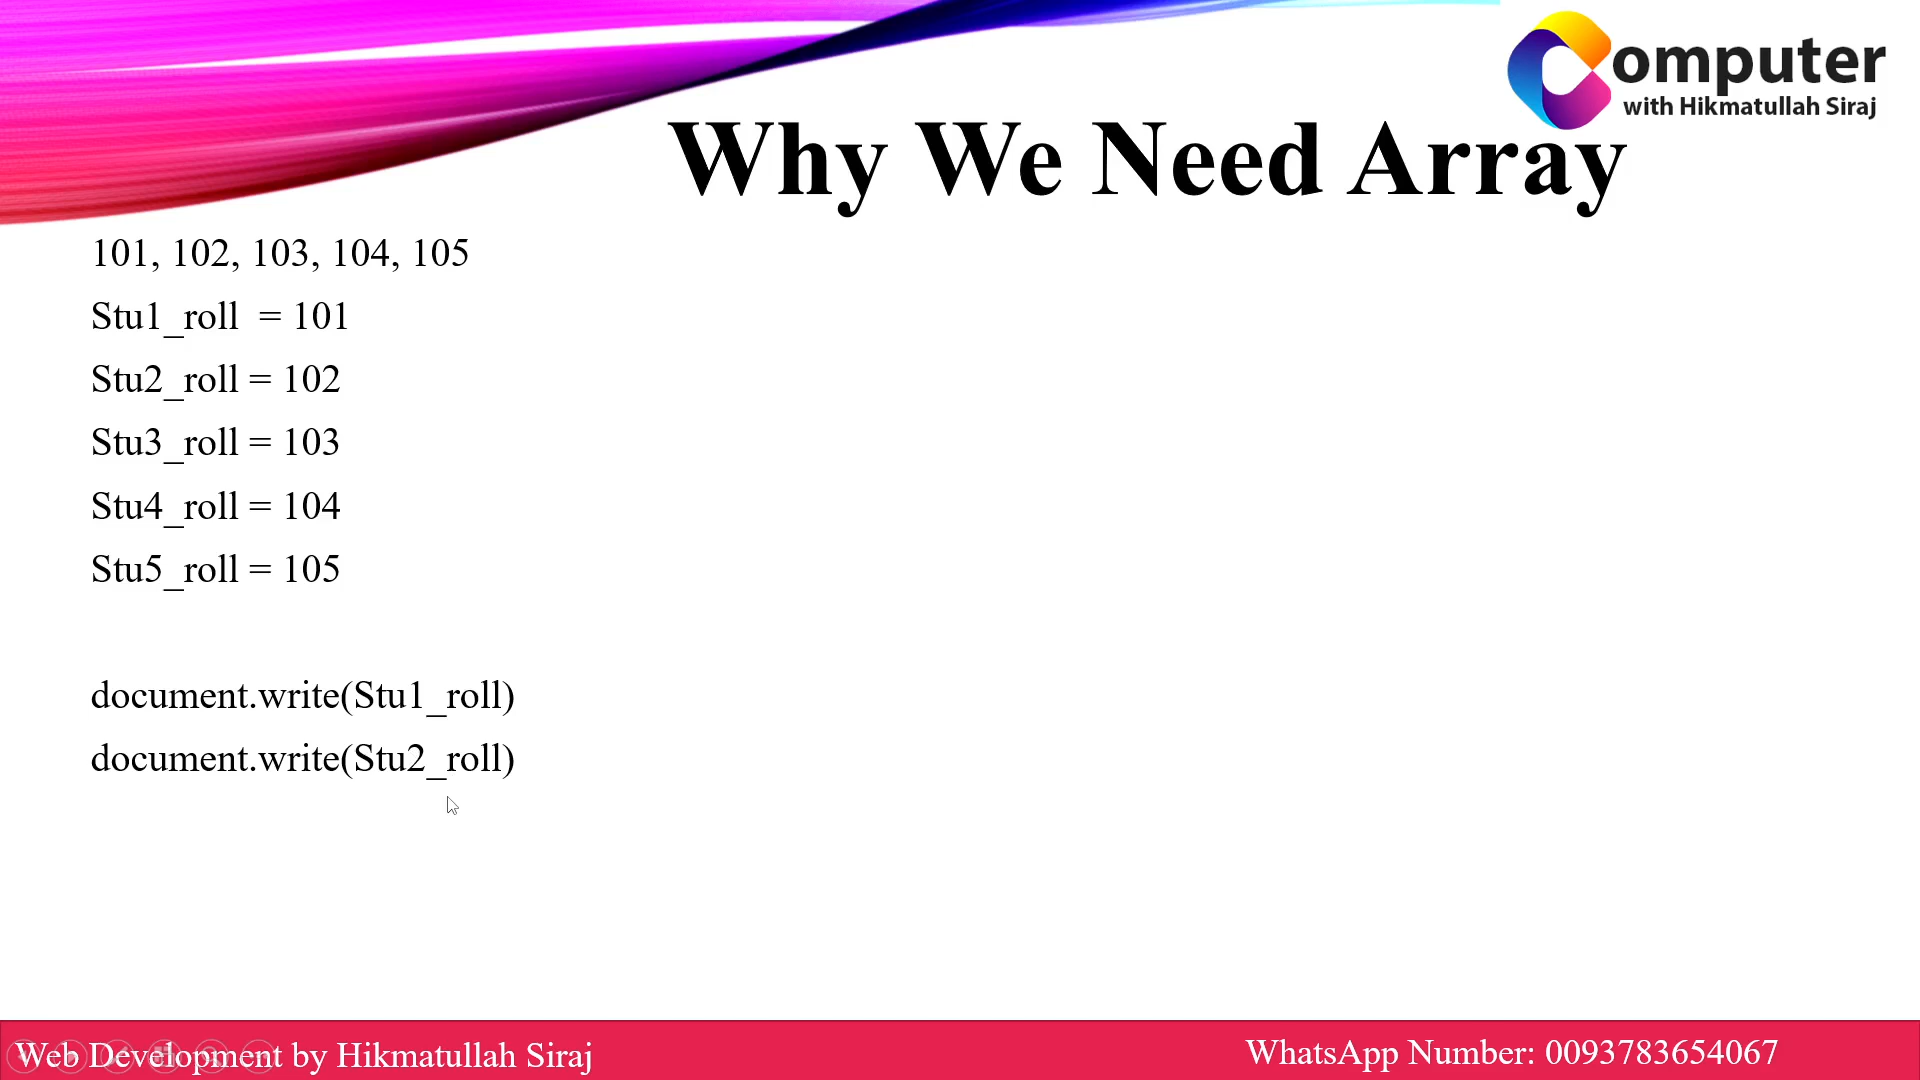 Computer
with Hikmatullah Siraj
Why We Need Array
101, 102, 103, 104, 105
Stu1_roll  = 101
Stu2_roll = 102
Stu3_roll = 103
Stu4_roll = 104
Stu5_roll = 105
document.write(Stu1_roll)
document.write(Stu2_roll)
Web Development by Hikmatullah Siraj
WhatsApp Number: 0093783654067